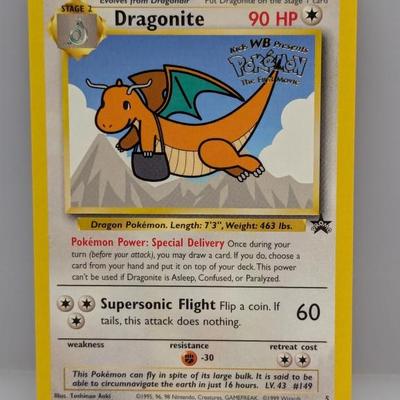 Evolves from Dragonair Put Dragonite on the Stage 1 card
STAGE 2
Dragonite 90 HP
Kids WB Presents
POKéMON
The First Movie
Dragon Pokémon. Length: 7'3", Weight: 463 lbs.
Pokémon Power: Special Delivery Once during your
turn (before your attack), you may draw a card. If you do, choose a
card from your hand and put it on top of your deck. This power
can't be used if Dragonite is Asleep, Confused, or Paralyzed.
Supersonic Flight Flip a coin. If
tails, this attack does nothing. 60
weakness resistance retreat cost
-30
This Pokémon can fly in spite of its large bulk. It is said to be
able to circumnavigate the earth in just 16 hours. LV. 43 #149
Illus. Toshinao Aoki ©1995, 96, 98 Nintendo, Creatures, GAMEFREAK. ©1999 Wizards. 5